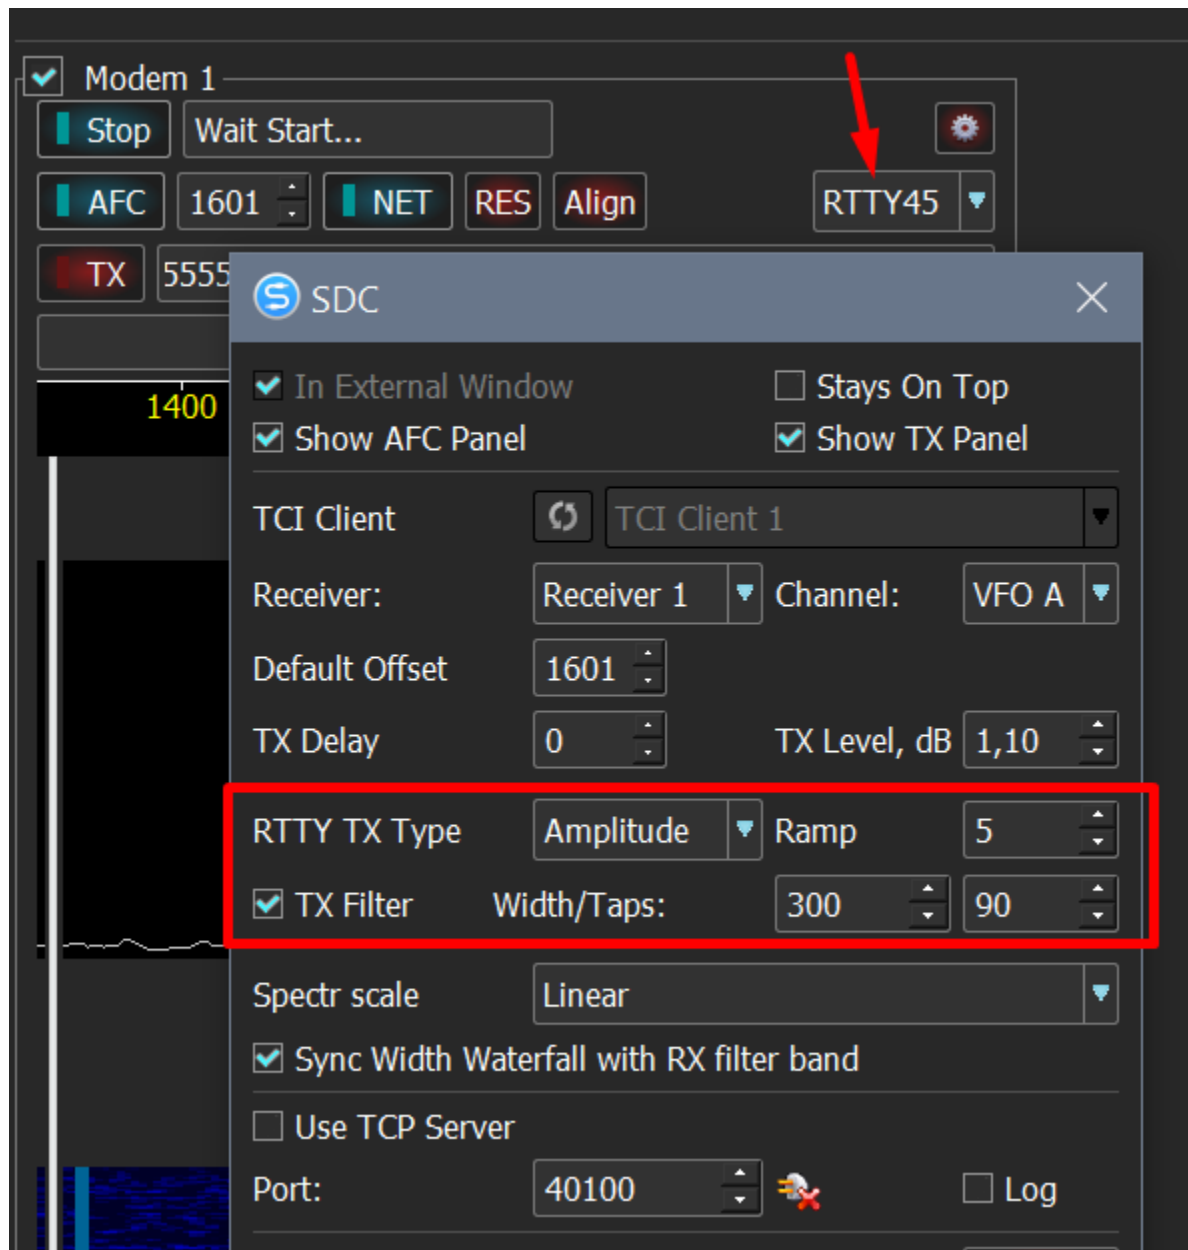 Modem 1
Stop Wait Start...
AFC 1601 NET RES Align RTTY45
TX 5555
SDC
1400
In External Window Stays On Top
Show AFC Panel Show TX Panel
TCI Client TCI Client 1
Receiver: Receiver 1 Channel: VFO A
Default Offset 1601
TX Delay 0 TX Level, dB 1,10
RTTY TX Type Amplitude Ramp 5
TX Filter Width/Taps: 300 90
Spectr scale Linear
Sync Width Waterfall with RX filter band
Use TCP Server
Port: 40100 Log